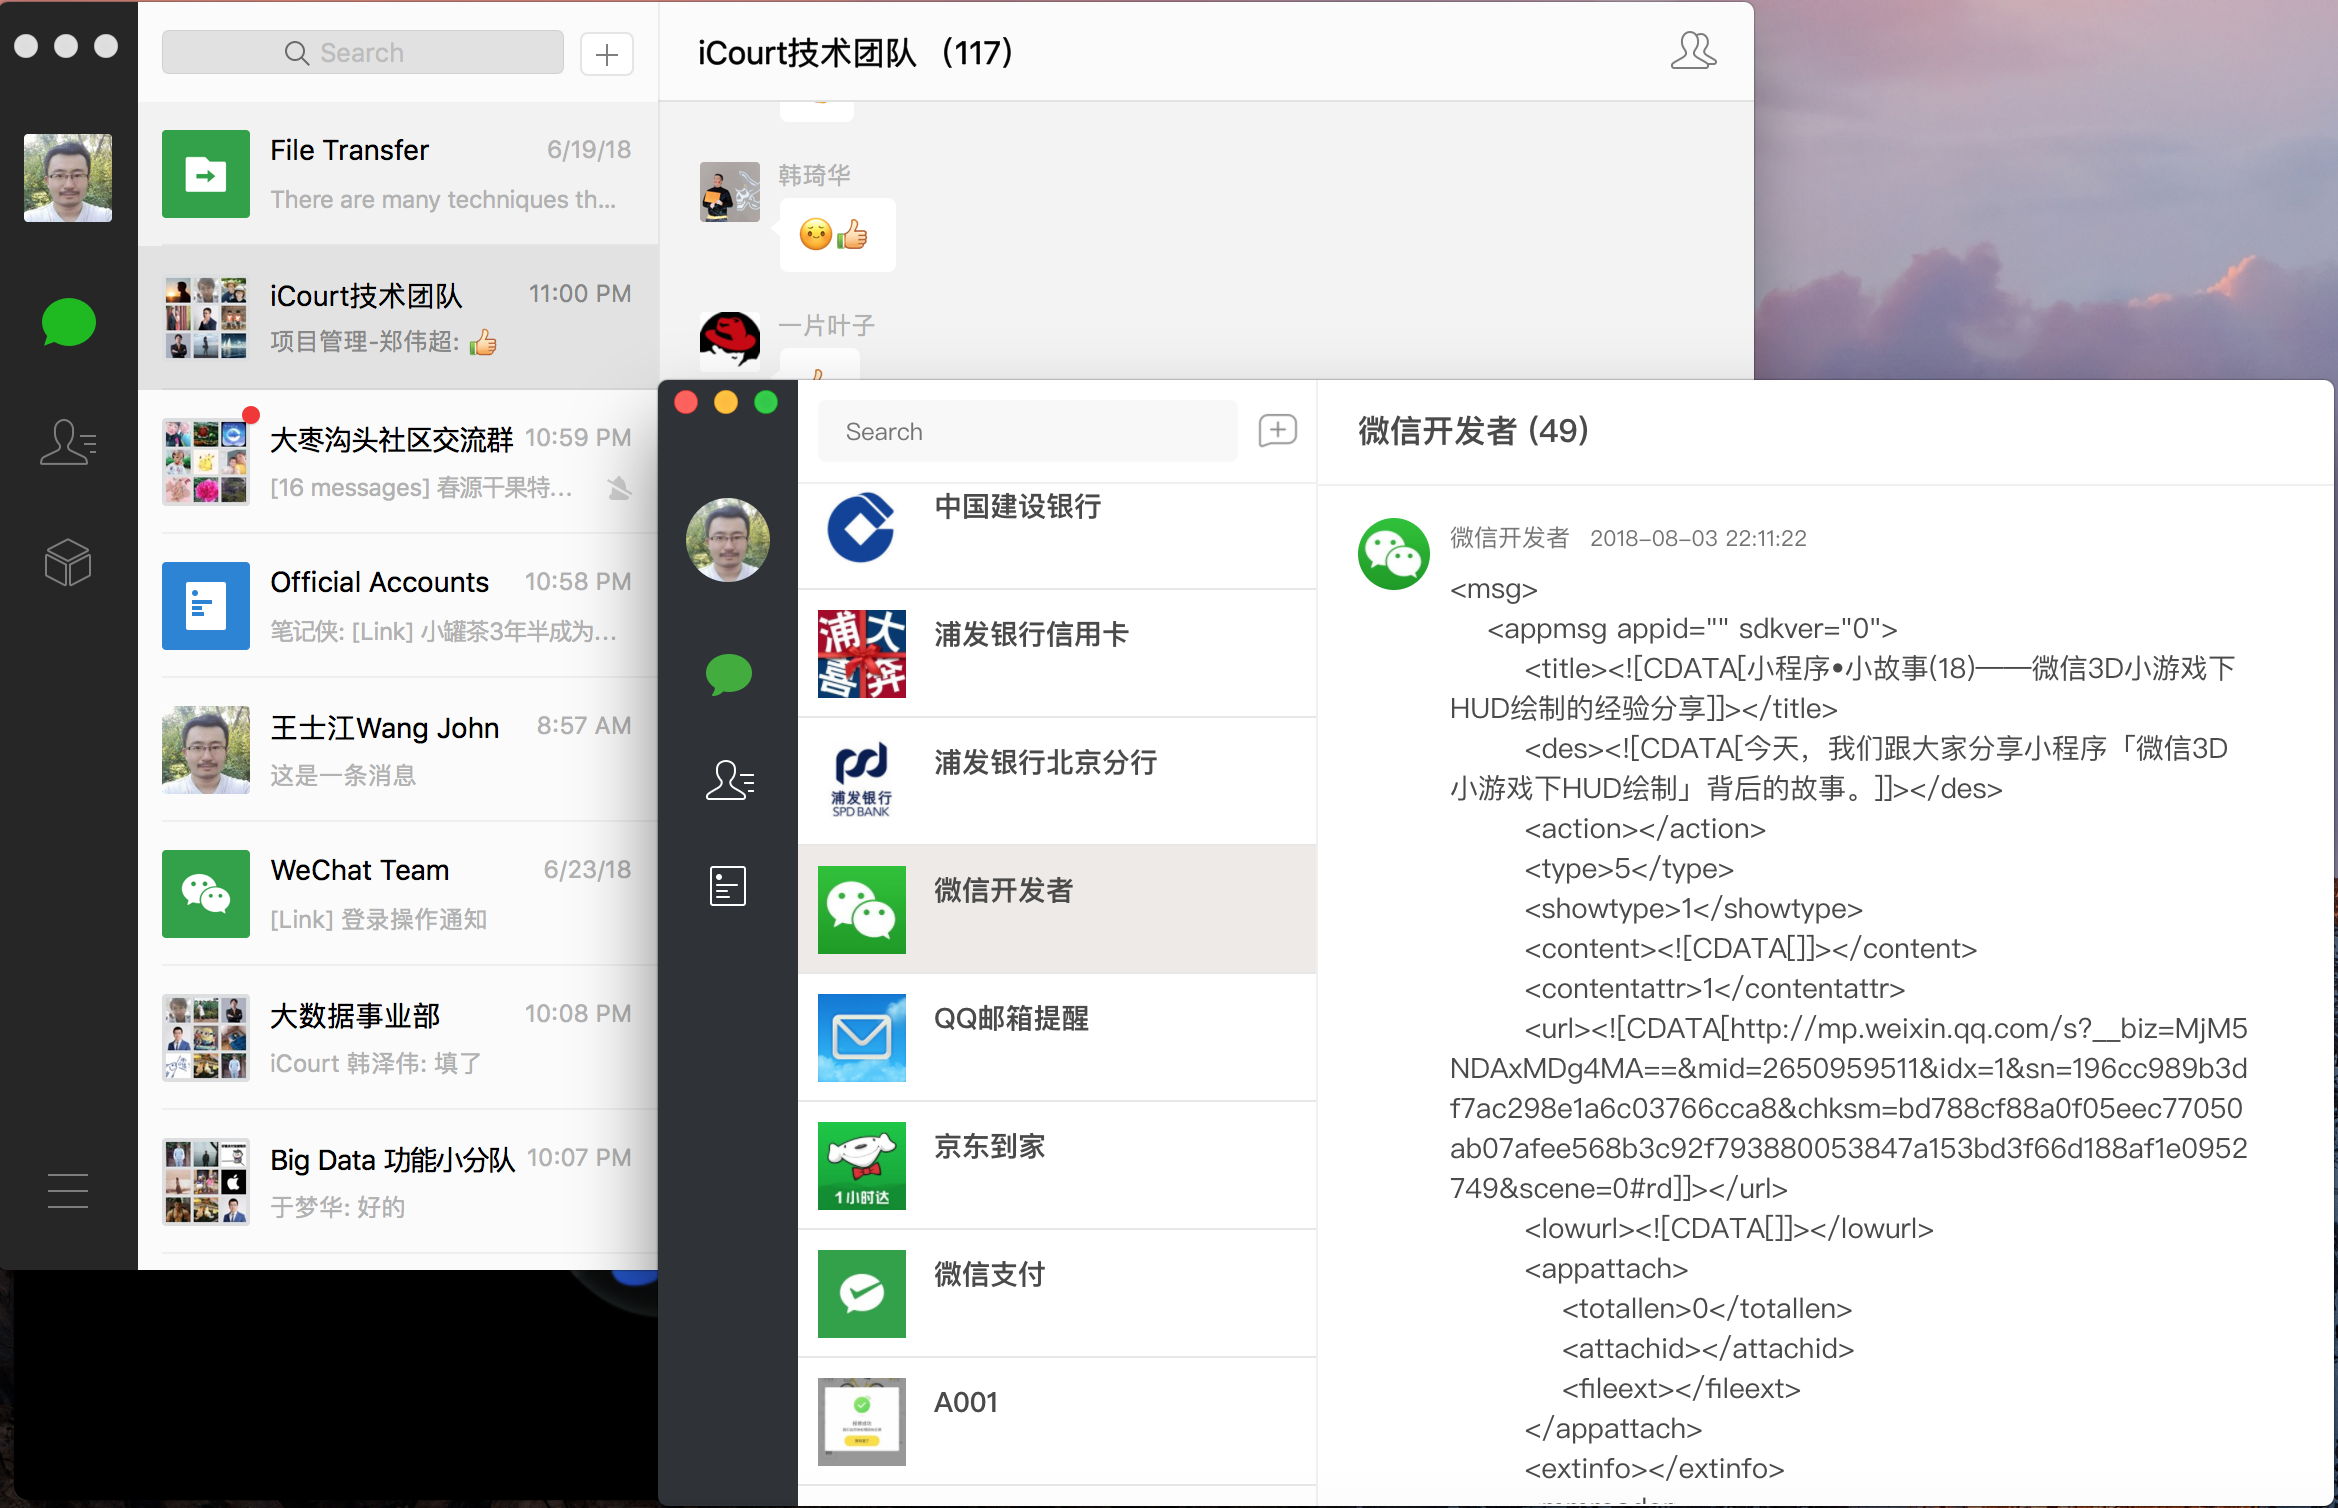 Search
File Transfer
6/19/18
There are many techniques th...
iCourt技术团队
11:00 PM
项目管理-郑伟超: 👍
大枣沟头社区交流群
10:59 PM
[16 messages] 春源干果特...
Official Accounts
10:58 PM
笔记侠: [Link] 小罐茶3年半成为...
王士江Wang John
8:57 AM
这是一条消息
WeChat Team
6/23/18
[Link] 登录操作通知
大数据事业部
10:08 PM
iCourt 韩泽伟: 填了
Big Data 功能小分队
10:07 PM
于梦华: 好的
iCourt技术团队 （117）
韩琦华
一片叶子
Search
中国建设银行
浦发银行信用卡
浦大喜奔
浦发银行北京分行
浦发银行
SPD BANK
微信开发者
QQ邮箱提醒
京东到家
1小时达
微信支付
A001
微信开发者 (49)
微信开发者 2018-08-03 22:11:22
<msg>
<appmsg appid="" sdkver="0">
<title><![CDATA[小程序•小故事(18)——微信3D小游戏下
HUD绘制的经验分享]]></title>
<des><![CDATA[今天，我们跟大家分享小程序「微信3D
小游戏下HUD绘制」背后的故事。]]></des>
<action></action>
<type>5</type>
<showtype>1</showtype>
<content><![CDATA[]]></content>
<contentattr>1</contentattr>
<url><![CDATA[http://mp.weixin.qq.com/s?__biz=MjM5
NDAxMDg4MA==&mid=2650959511&idx=1&sn=196cc989b3d
f7ac298e1a6c03766cca8&chksm=bd788cf88a0f05eec77050
ab07afee568b3c92f793880053847a153bd3f66d188af1e0952
749&scene=0#rd]]></url>
<lowurl><![CDATA[]]></lowurl>
<appattach>
<totallen>0</totallen>
<attachid></attachid>
<fileext></fileext>
</appattach>
<extinfo></extinfo>